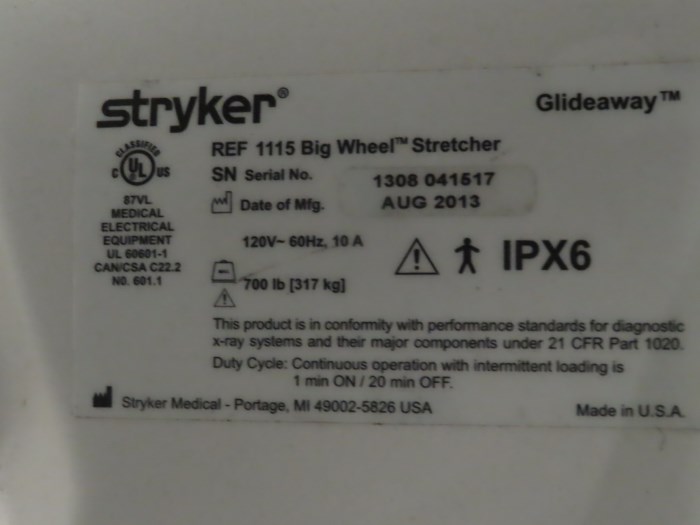 stryker®
Glideaway™
REF 1115 Big Wheel™ Stretcher
CLASSIFIED
C UL US
SN Serial No. 1308 041517
Date of Mfg. AUG 2013
87VL
MEDICAL
ELECTRICAL
EQUIPMENT
UL 60601-1
CAN/CSA C22.2
NO. 601.1
120V~ 60Hz, 10 A
IPX6
700 lb [317 kg]
This product is in conformity with performance standards for diagnostic
x-ray systems and their major components under 21 CFR Part 1020.
Duty Cycle: Continuous operation with intermittent loading is
1 min ON / 20 min OFF.
Stryker Medical - Portage, MI 49002-5826 USA
Made in U.S.A.